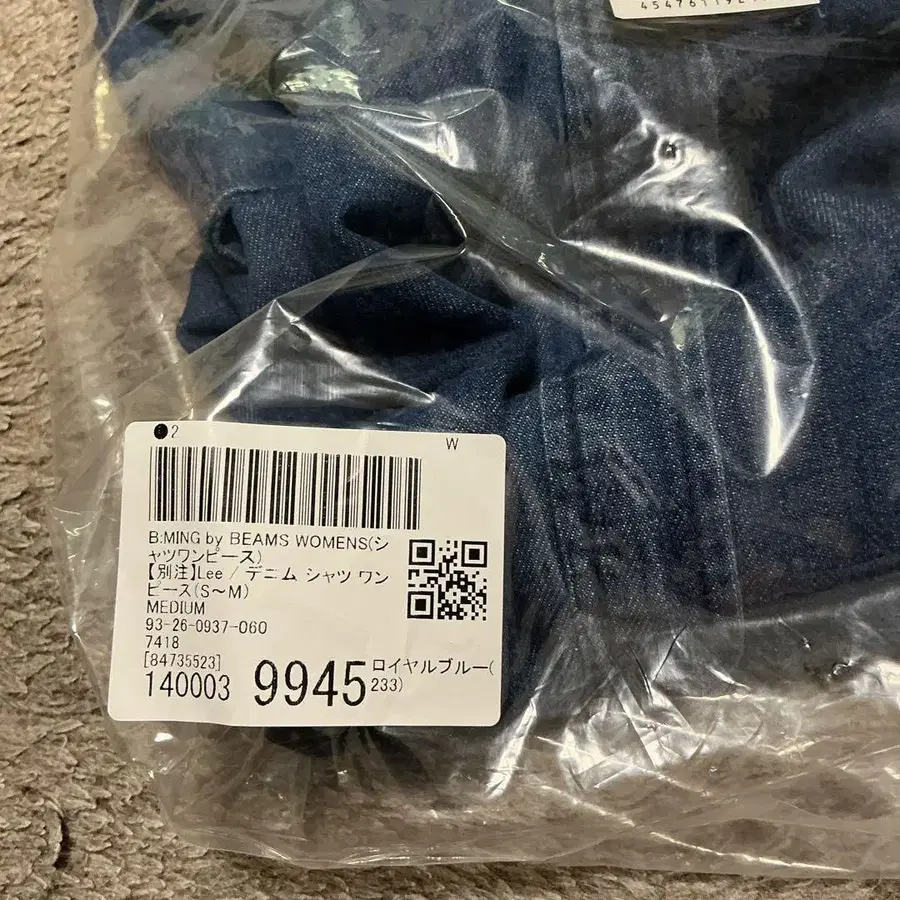 ●2
W
B:MING by BEAMS WOMENS(シ
ャツワンピース)
【別注】Lee / デニム シャツ ワン
ピース(S〜M)
MEDIUM
93-26-0937-060
7418
[84735523]
140003 9945 ロイヤルブルー(
233)